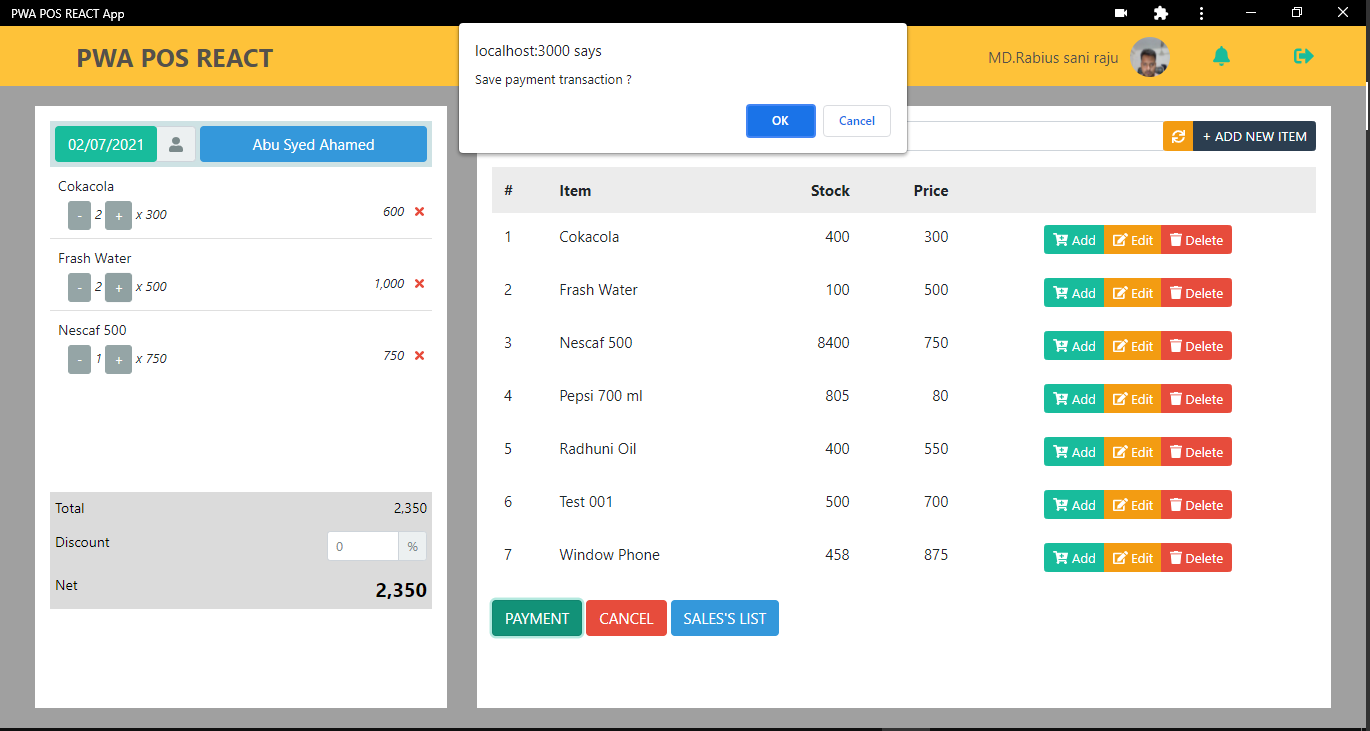 PWA POS REACT App
PWA POS REACT
localhost:3000 says
Save payment transaction ?
OK Cancel
MD.Rabius sani raju
02/07/2021 Abu Syed Ahamed
Cokacola
- 2 + x 300 600
Frash Water
- 2 + x 500 1,000
Nescaf 500
- 1 + x 750 750
Total 2,350
Discount 0 %
Net 2,350
+ ADD NEW ITEM
# Item Stock Price
1 Cokacola 400 300 Add Edit Delete
2 Frash Water 100 500 Add Edit Delete
3 Nescaf 500 8400 750 Add Edit Delete
4 Pepsi 700 ml 805 80 Add Edit Delete
5 Radhuni Oil 400 550 Add Edit Delete
6 Test 001 500 700 Add Edit Delete
7 Window Phone 458 875 Add Edit Delete
PAYMENT CANCEL SALES'S LIST